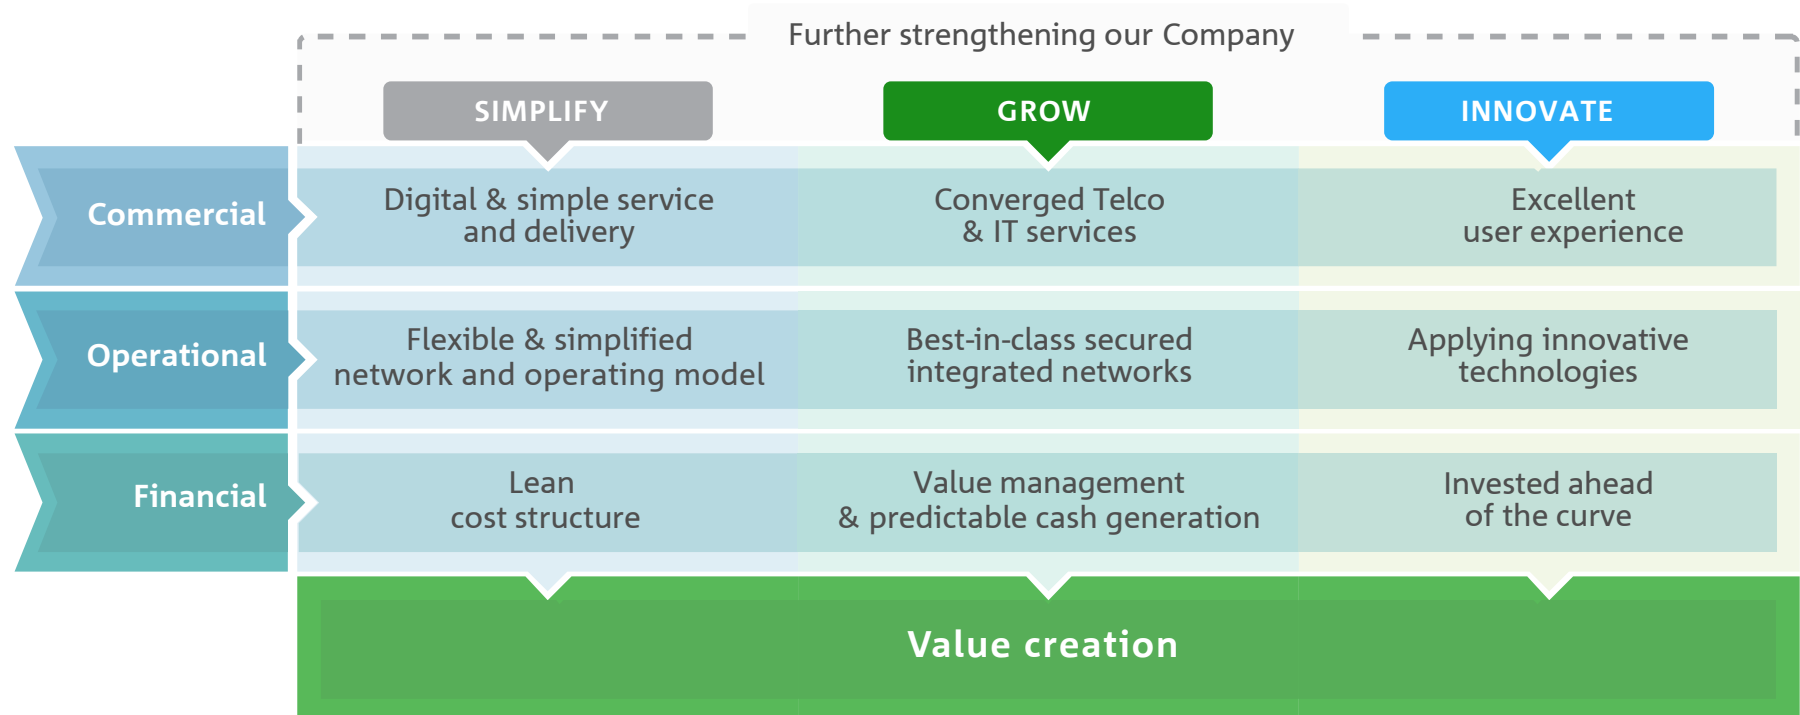 Further strengthening our Company
SIMPLIFY
GROW
INNOVATE
Commercial
Digital & simple service
and delivery
Converged Telco
& IT services
Excellent
user experience
Operational
Flexible & simplified
network and operating model
Best-in-class secured
integrated networks
Applying innovative
technologies
Financial
Lean
cost structure
Value management
& predictable cash generation
Invested ahead
of the curve
Value creation